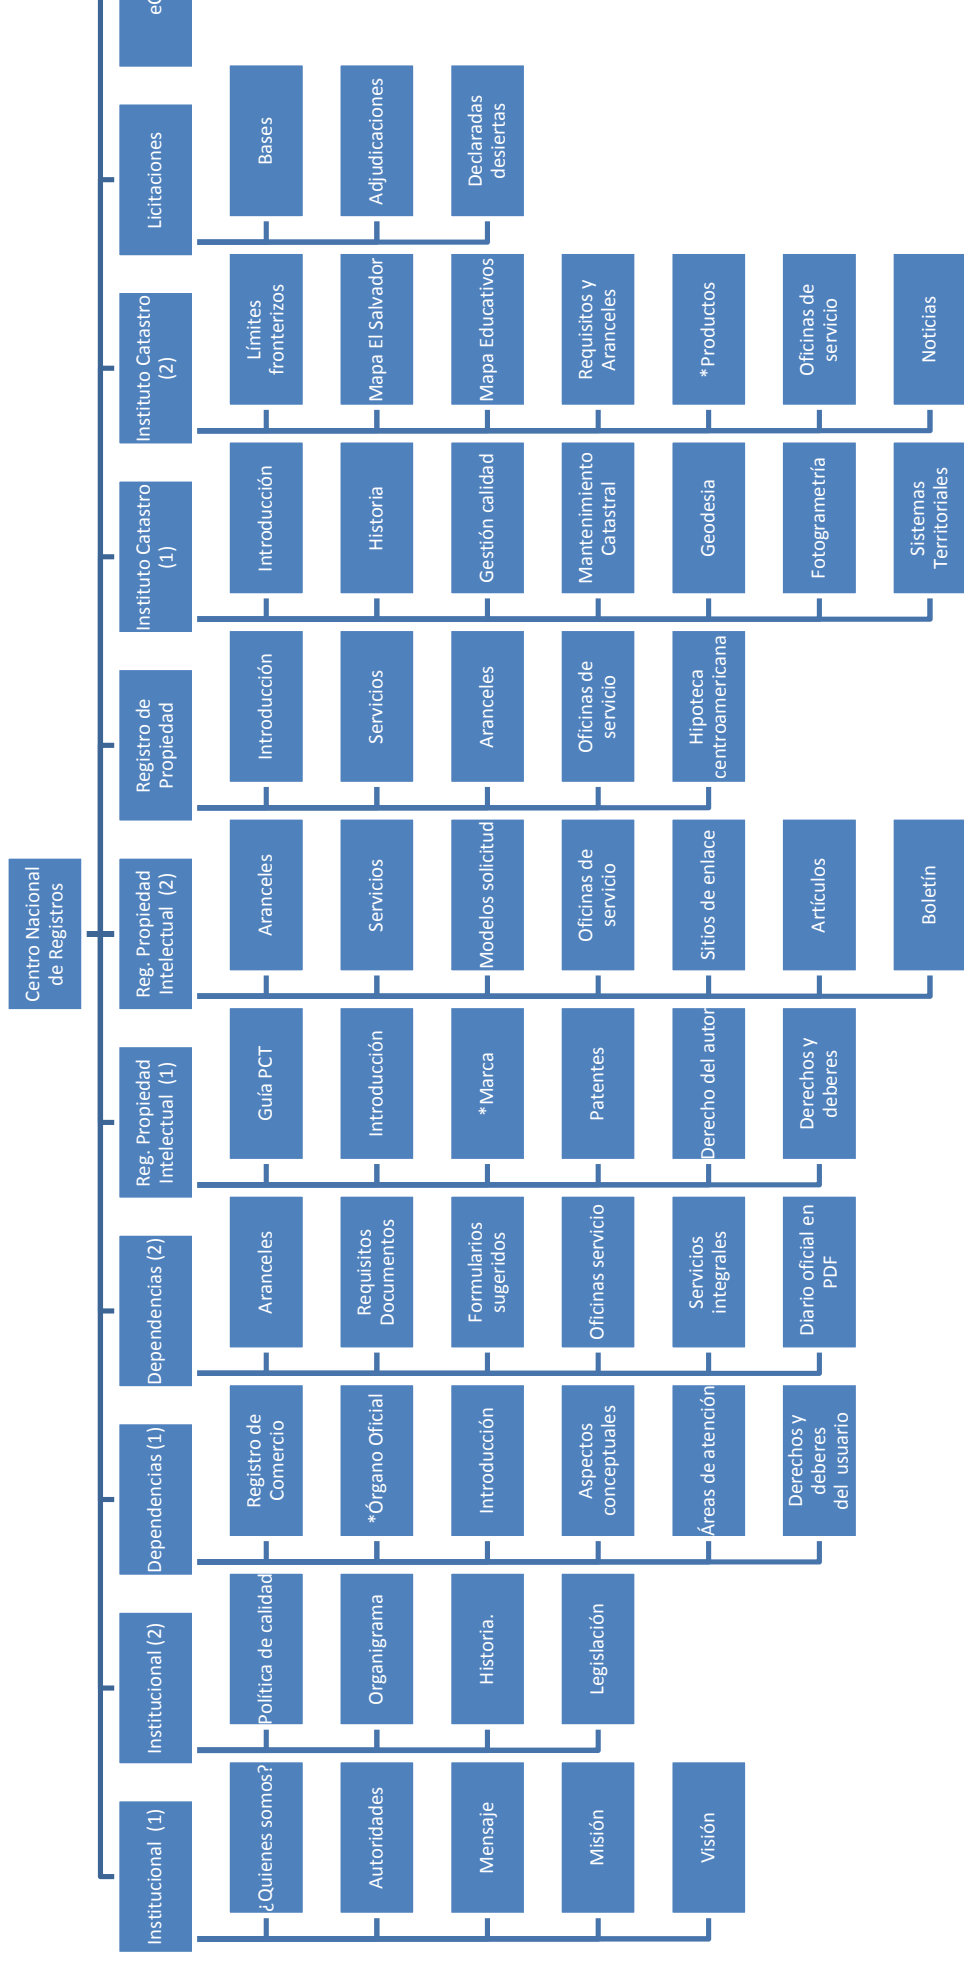 Centro Nacional
de Registros
Institucional (1)
¿Quienes somos?
Autoridades
Mensaje
Misión
Visión
Institucional (2)
Política de calidad
Organigrama
Historia.
Legislación
Dependencias (1)
Registro de
Comercio
*Órgano Oficial
Introducción
Aspectos
conceptuales
Áreas de atención
Derechos y
deberes
del usuario
Dependencias (2)
Aranceles
Requisitos
Documentos
Formularios
sugeridos
Oficinas servicio
Servicios
integrales
Diario oficial en
PDF
Reg. Propiedad
Intelectual (1)
Guía PCT
Introducción
*Marca
Patentes
Derecho del autor
Derechos y
deberes
Reg. Propiedad
Intelectual (2)
Aranceles
Servicios
Modelos solicitud
Oficinas de
servicio
Sitios de enlace
Artículos
Boletín
Registro de
Propiedad
Introducción
Servicios
Aranceles
Oficinas de
servicio
Hipoteca
centroamericana
Instituto Catastro
(1)
Introducción
Historia
Gestión calidad
Mantenimiento
Catastral
Geodesia
Fotogrametría
Sistemas
Territoriales
Instituto Catastro
(2)
Límites
fronterizos
Mapa El Salvador
Mapa Educativos
Requisitos y
Aranceles
*Productos
Oficinas de
servicio
Noticias
Licitaciones
Bases
Adjudicaciones
Declaradas
desiertas